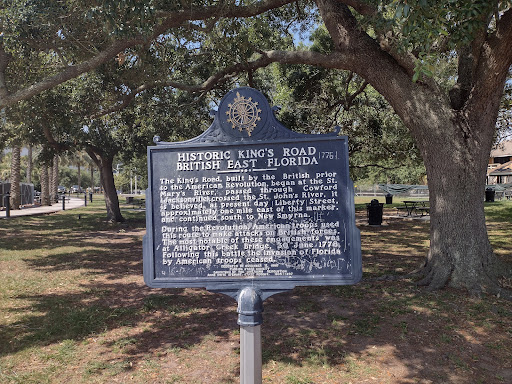 HISTORIC KING'S ROAD
1761
BRITISH EAST FLORIDA
The King's Road, built by the British prior
to the American Revolution, began at the St.
Mary's River, passed through Cowford
(Jacksonville), crossed the St. John's River, it
is believed, at present day Liberty Street,
approximately one mile east of this marker.
It continued south to New Smyrna.
During the Revolution, American troops used
this route to make attacks on British forces.
The most notable of these engagements was
at Alligator Creek Bridge, 30 June, 1778.
Following this battle the invasion of Florida
by American troops ceased.